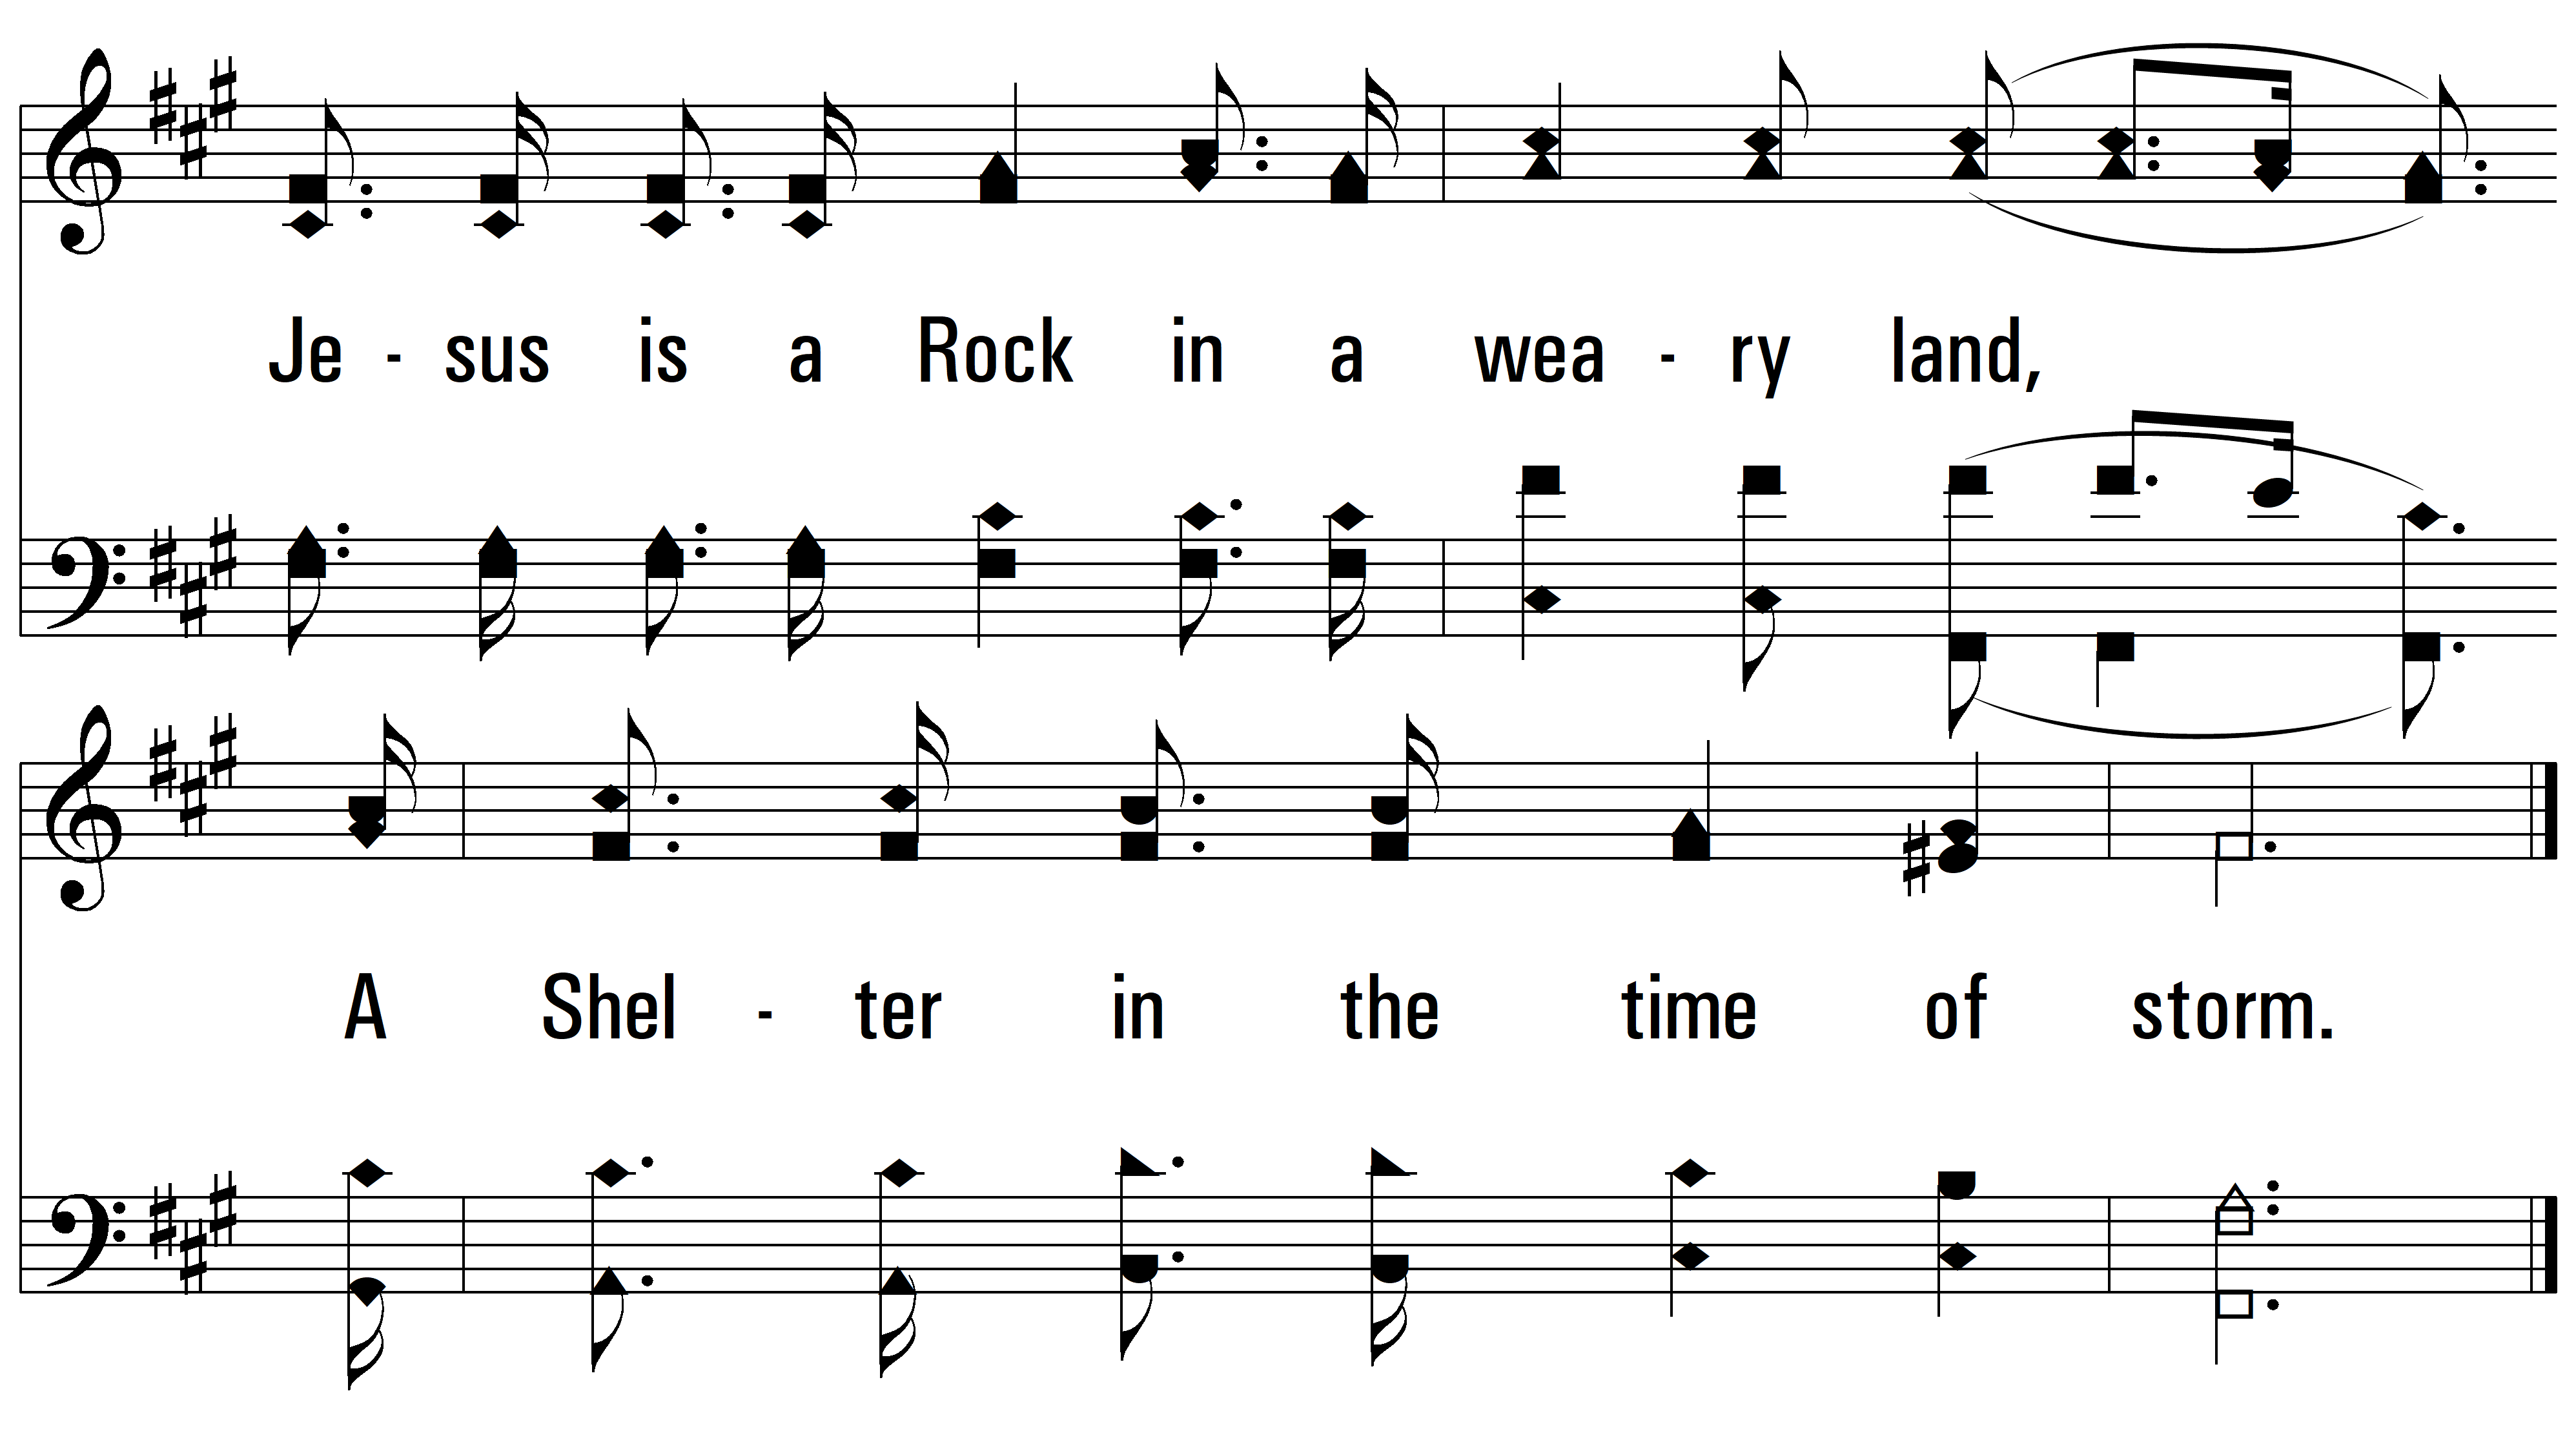 Je - sus is a Rock in a wea - ry land,
A Shel - ter in the time of storm.